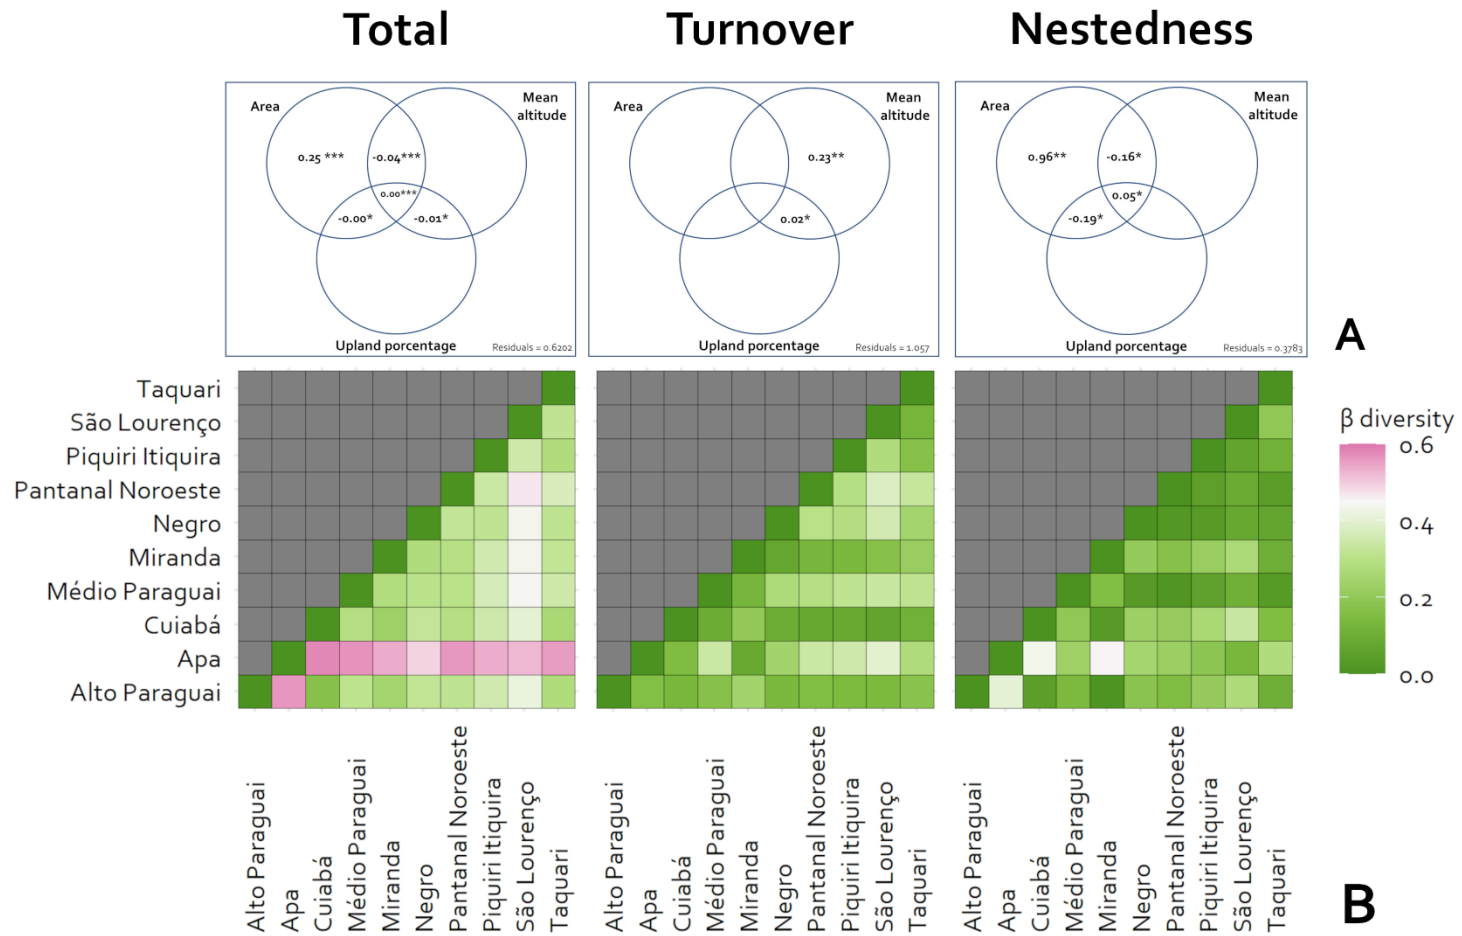 Total
Turnover
Nestedness
Area
Mean
altitude
0.25 ***
-0.04***
0.00***
-0.00*
-0.01*
Upland porcentage
Residuals = 0.6202
Area
Mean
altitude
0.23**
0.02*
Upland porcentage
Residuals = 1.057
Area
Mean
altitude
0.96**
-0.16*
0.05*
-0.19*
Upland porcentage
Residuals = 0.3783
A
Taquari
São Lourenço
Piquiri Itiquira
Pantanal Noroeste
Negro
Miranda
Médio Paraguai
Cuiabá
Apa
Alto Paraguai
β diversity
0.6
0.4
0.2
0.0
Alto Paraguai
Apa
Cuiabá
Médio Paraguai
Miranda
Negro
Pantanal Noroeste
Piquiri Itiquira
São Lourenço
Taquari
Alto Paraguai
Apa
Cuiabá
Médio Paraguai
Miranda
Negro
Pantanal Noroeste
Piquiri Itiquira
São Lourenço
Taquari
Alto Paraguai
Apa
Cuiabá
Médio Paraguai
Miranda
Negro
Pantanal Noroeste
Piquiri Itiquira
São Lourenço
Taquari
B